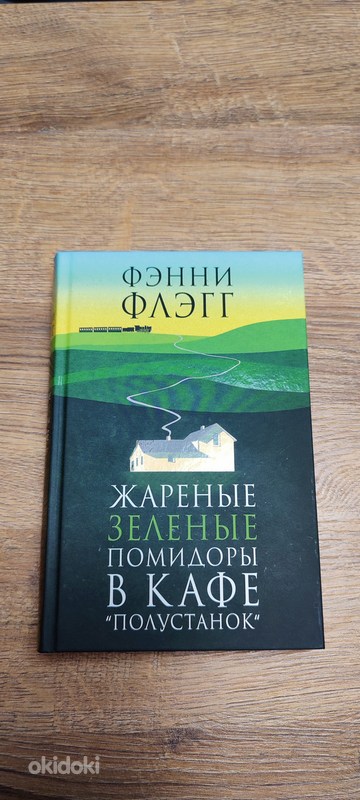 ФЭННИ
ФЛЭГГ
ЖАРЕНЫЕ
ЗЕЛЕНЫЕ
ПОМИДОРЫ
В КАФЕ
"ПОЛУСТАНОК"
okidoki